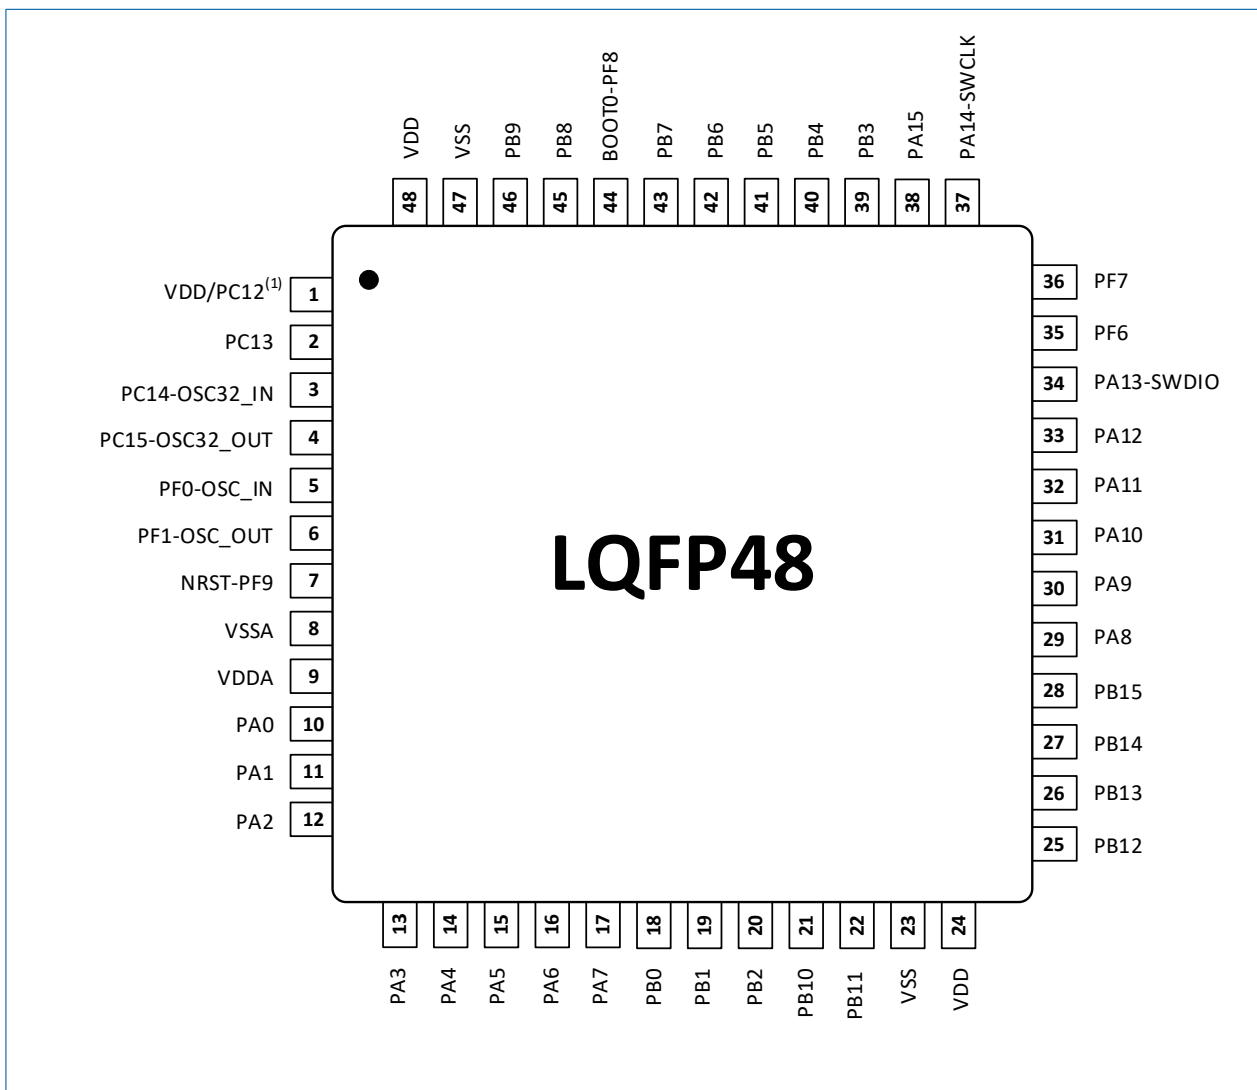 VDD
VSS
PB9
PB8
BOOT0-PF8
PB7
PB6
PB5
PB4
PB3
PA15
PA14-SWCLK
48
47
46
45
44
43
42
41
40
39
38
37
VDD/PC12(1) 1
PC13 2
PC14-OSC32_IN 3
PC15-OSC32_OUT 4
PF0-OSC_IN 5
PF1-OSC_OUT 6
NRST-PF9 7
VSSA 8
VDDA 9
PA0 10
PA1 11
PA2 12
LQFP48
36 PF7
35 PF6
34 PA13-SWDIO
33 PA12
32 PA11
31 PA10
30 PA9
29 PA8
28 PB15
27 PB14
26 PB13
25 PB12
13
14
15
16
17
18
19
20
21
22
23
24
PA3
PA4
PA5
PA6
PA7
PB0
PB1
PB2
PB10
PB11
VSS
VDD